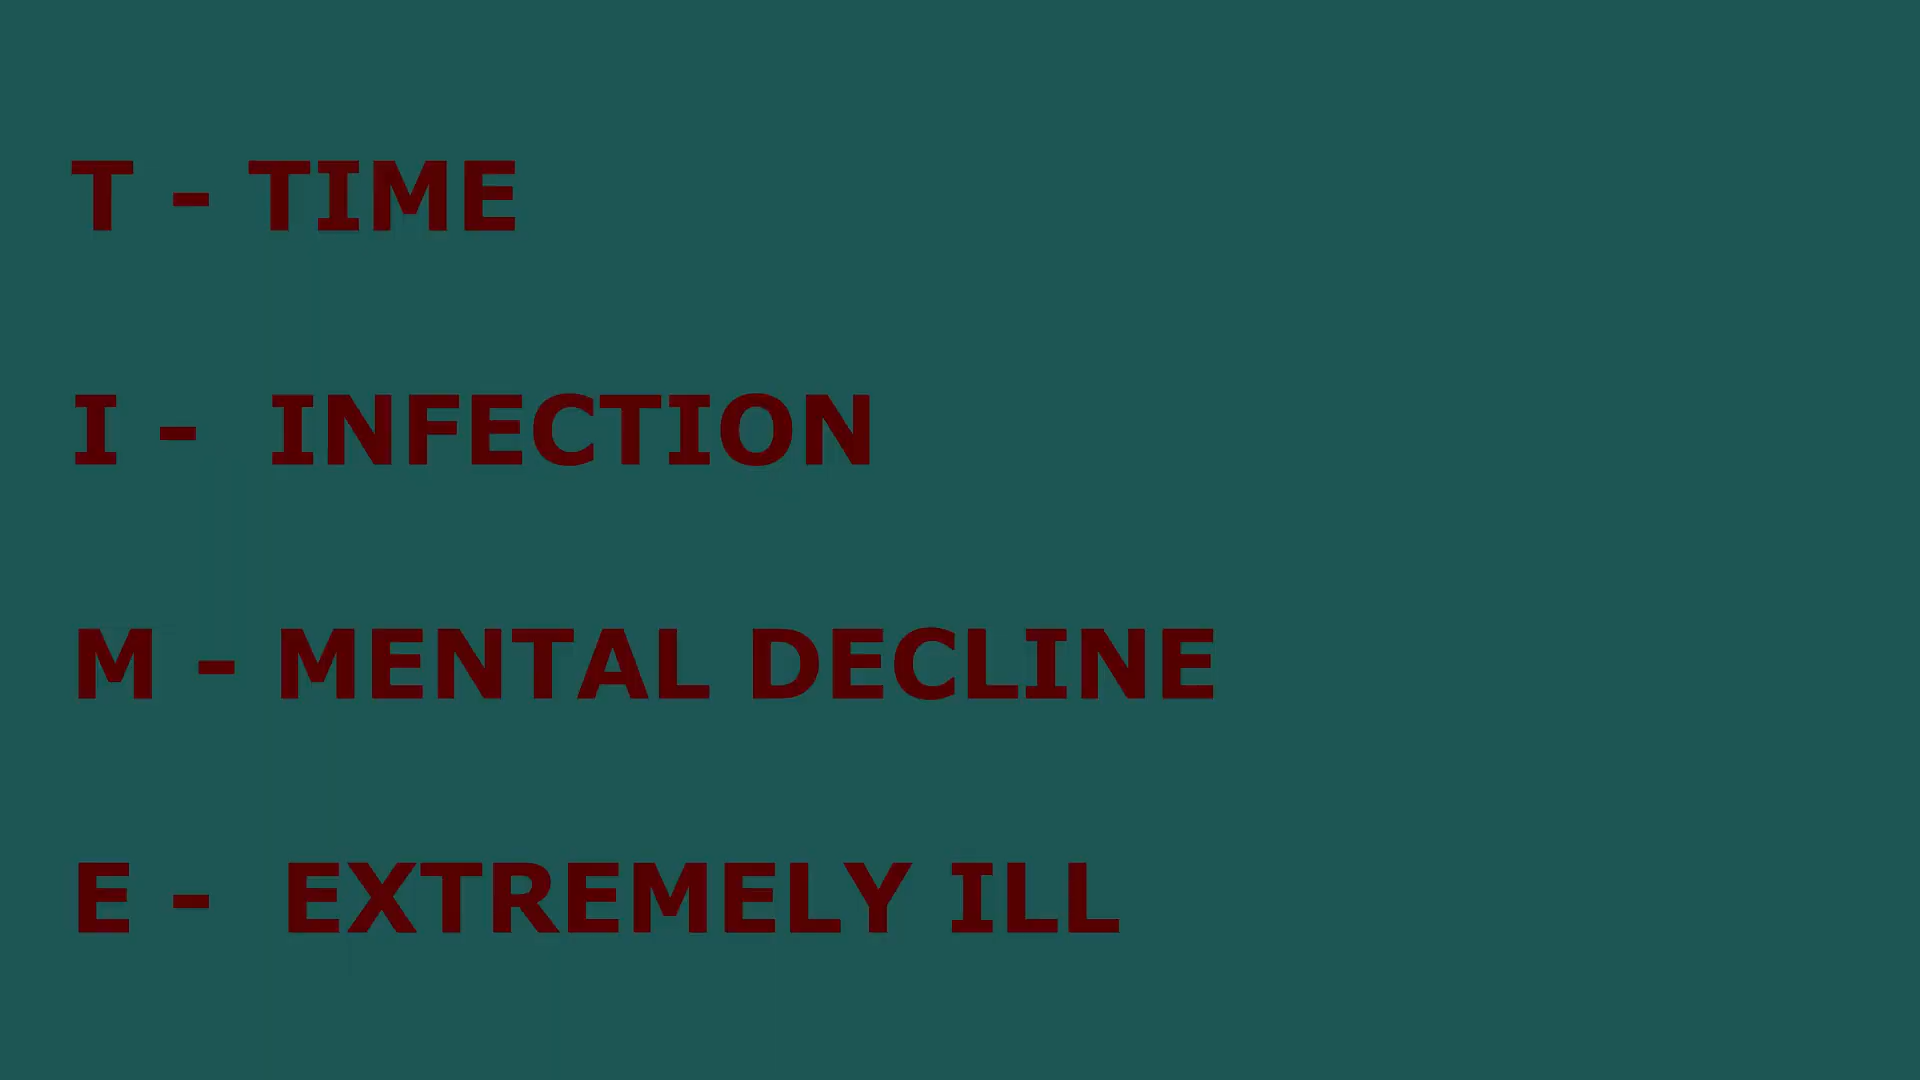 T - TIME
I - INFECTION
M - MENTAL DECLINE
E - EXTREMELY ILL